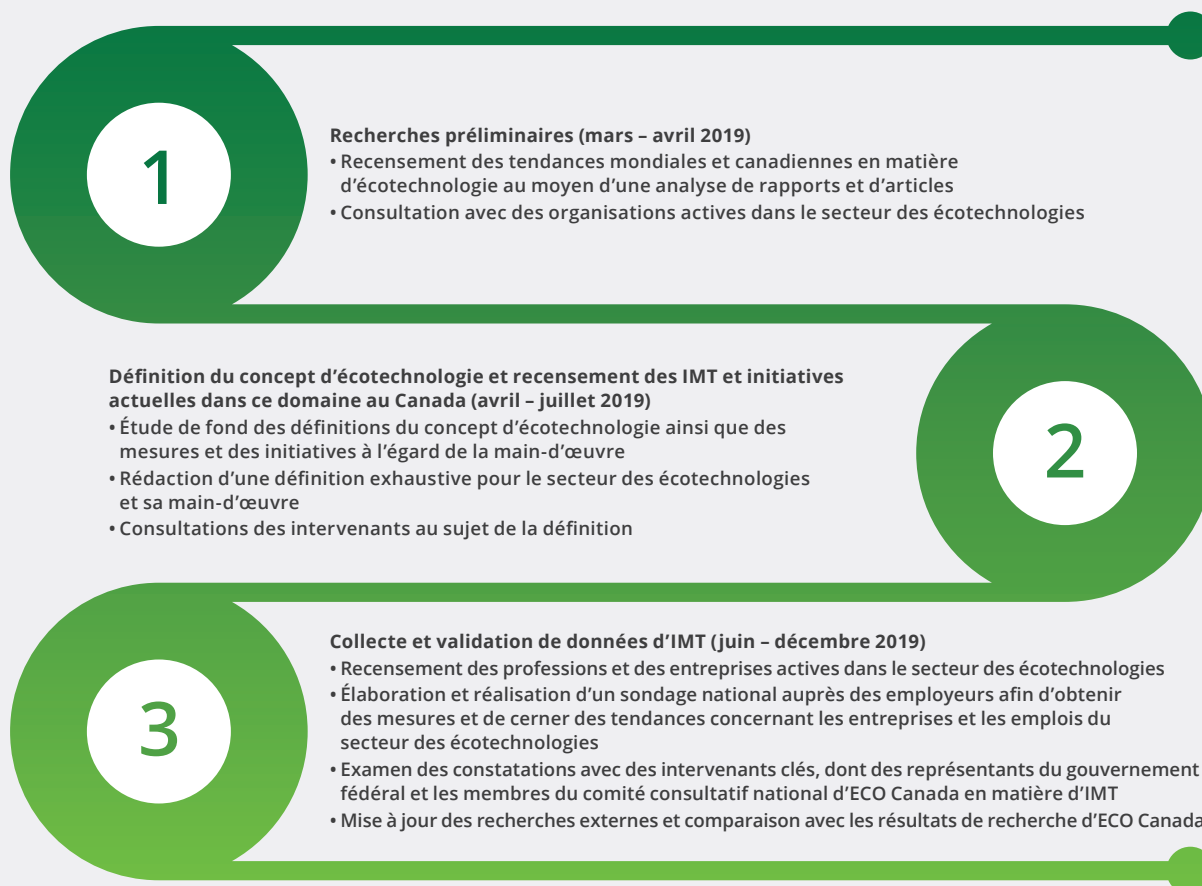 1
Recherches préliminaires (mars – avril 2019)
• Recensement des tendances mondiales et canadiennes en matière
d'écotechnologie au moyen d'une analyse de rapports et d'articles
• Consultation avec des organisations actives dans le secteur des écotechnologies
Définition du concept d'écotechnologie et recensement des IMT et initiatives
actuelles dans ce domaine au Canada (avril – juillet 2019)
• Étude de fond des définitions du concept d'écotechnologie ainsi que des
mesures et des initiatives à l'égard de la main-d'œuvre
• Rédaction d'une définition exhaustive pour le secteur des écotechnologies
et sa main-d'œuvre
• Consultations des intervenants au sujet de la définition
2
3
Collecte et validation de données d'IMT (juin – décembre 2019)
• Recensement des professions et des entreprises actives dans le secteur des écotechnologies
• Élaboration et réalisation d'un sondage national auprès des employeurs afin d'obtenir
des mesures et de cerner des tendances concernant les entreprises et les emplois du
secteur des écotechnologies
• Examen des constatations avec des intervenants clés, dont des représentants du gouvernement
fédéral et les membres du comité consultatif national d'ECO Canada en matière d'IMT
• Mise à jour des recherches externes et comparaison avec les résultats de recherche d'ECO Canada